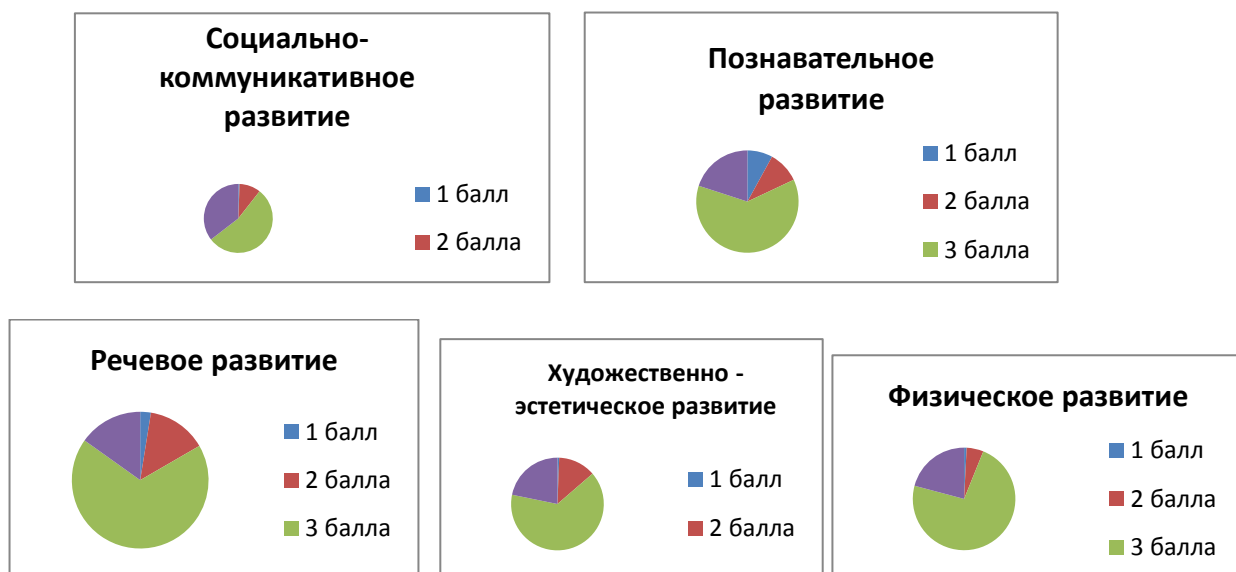 Социально-
коммуникативное
развитие
1 балл
2 балла
Познавательное
развитие
1 балл
2 балла
3 балла
Речевое развитие
1 балл
2 балла
3 балла
Художественно -
эстетическое развитие
1 балл
2 балла
Физическое развитие
1 балл
2 балла
3 балла